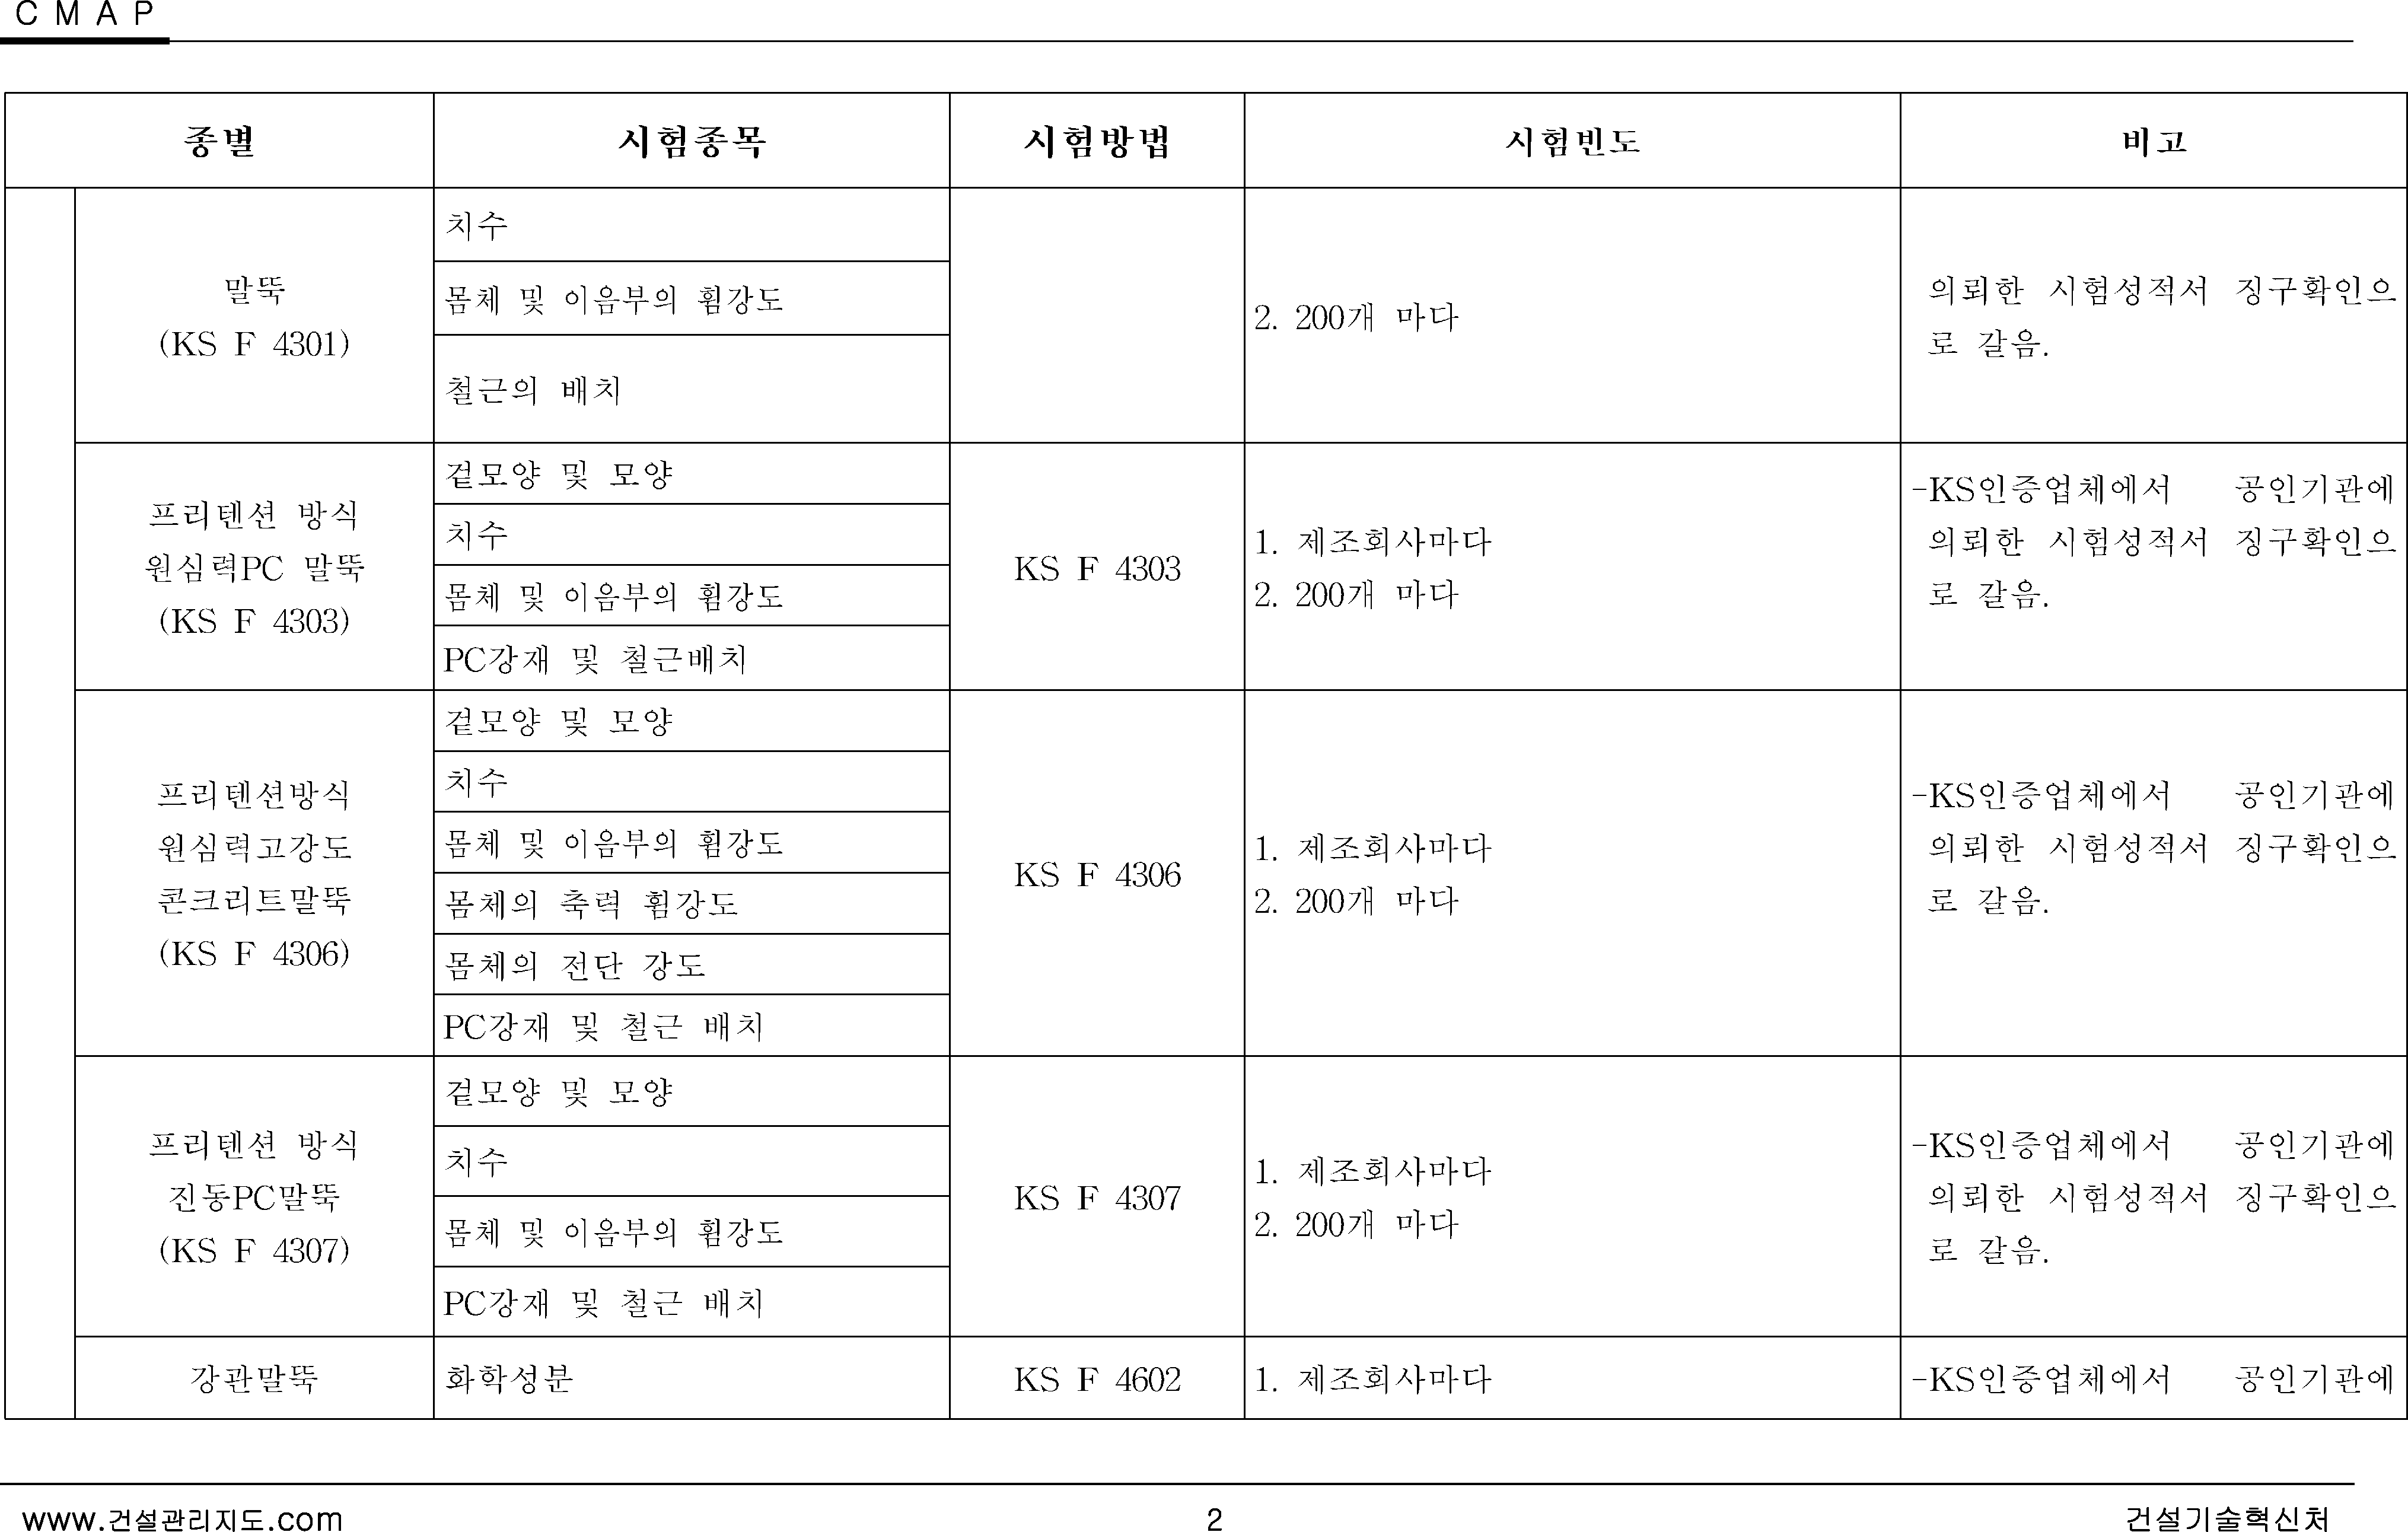 CMAP
종별 시험종목 시험방법 시험빈도 비고
말뚝
(KS F 4301)
치수
몸체 및 이음부의 휨강도
철근의 배치
2. 200개 마다
의뢰한 시험성적서 징구확인으
로 갈음.
프리텐션 방식
원심력PC 말뚝
(KS F 4303)
겉모양 및 모양
치수
몸체 및 이음부의 휨강도
PC강재 및 철근배치
KS F 4303
1. 제조회사마다
2. 200개 마다
-KS인증업체에서 공인기관에
의뢰한 시험성적서 징구확인으
로 갈음.
프리텐션방식
원심력고강도
콘크리트말뚝
(KS F 4306)
겉모양 및 모양
치수
몸체 및 이음부의 휨강도
몸체의 축력 휨강도
몸체의 전단 강도
PC강재 및 철근 배치
KS F 4306
1. 제조회사마다
2. 200개 마다
-KS인증업체에서 공인기관에
의뢰한 시험성적서 징구확인으
로 갈음.
프리텐션 방식
진동PC말뚝
(KS F 4307)
겉모양 및 모양
치수
몸체 및 이음부의 휨강도
PC강재 및 철근 배치
KS F 4307
1. 제조회사마다
2. 200개 마다
-KS인증업체에서 공인기관에
의뢰한 시험성적서 징구확인으
로 갈음.
강관말뚝
화학성분
KS F 4602
1. 제조회사마다
-KS인증업체에서 공인기관에
www.건설관리지도.com 2 건설기술혁신처